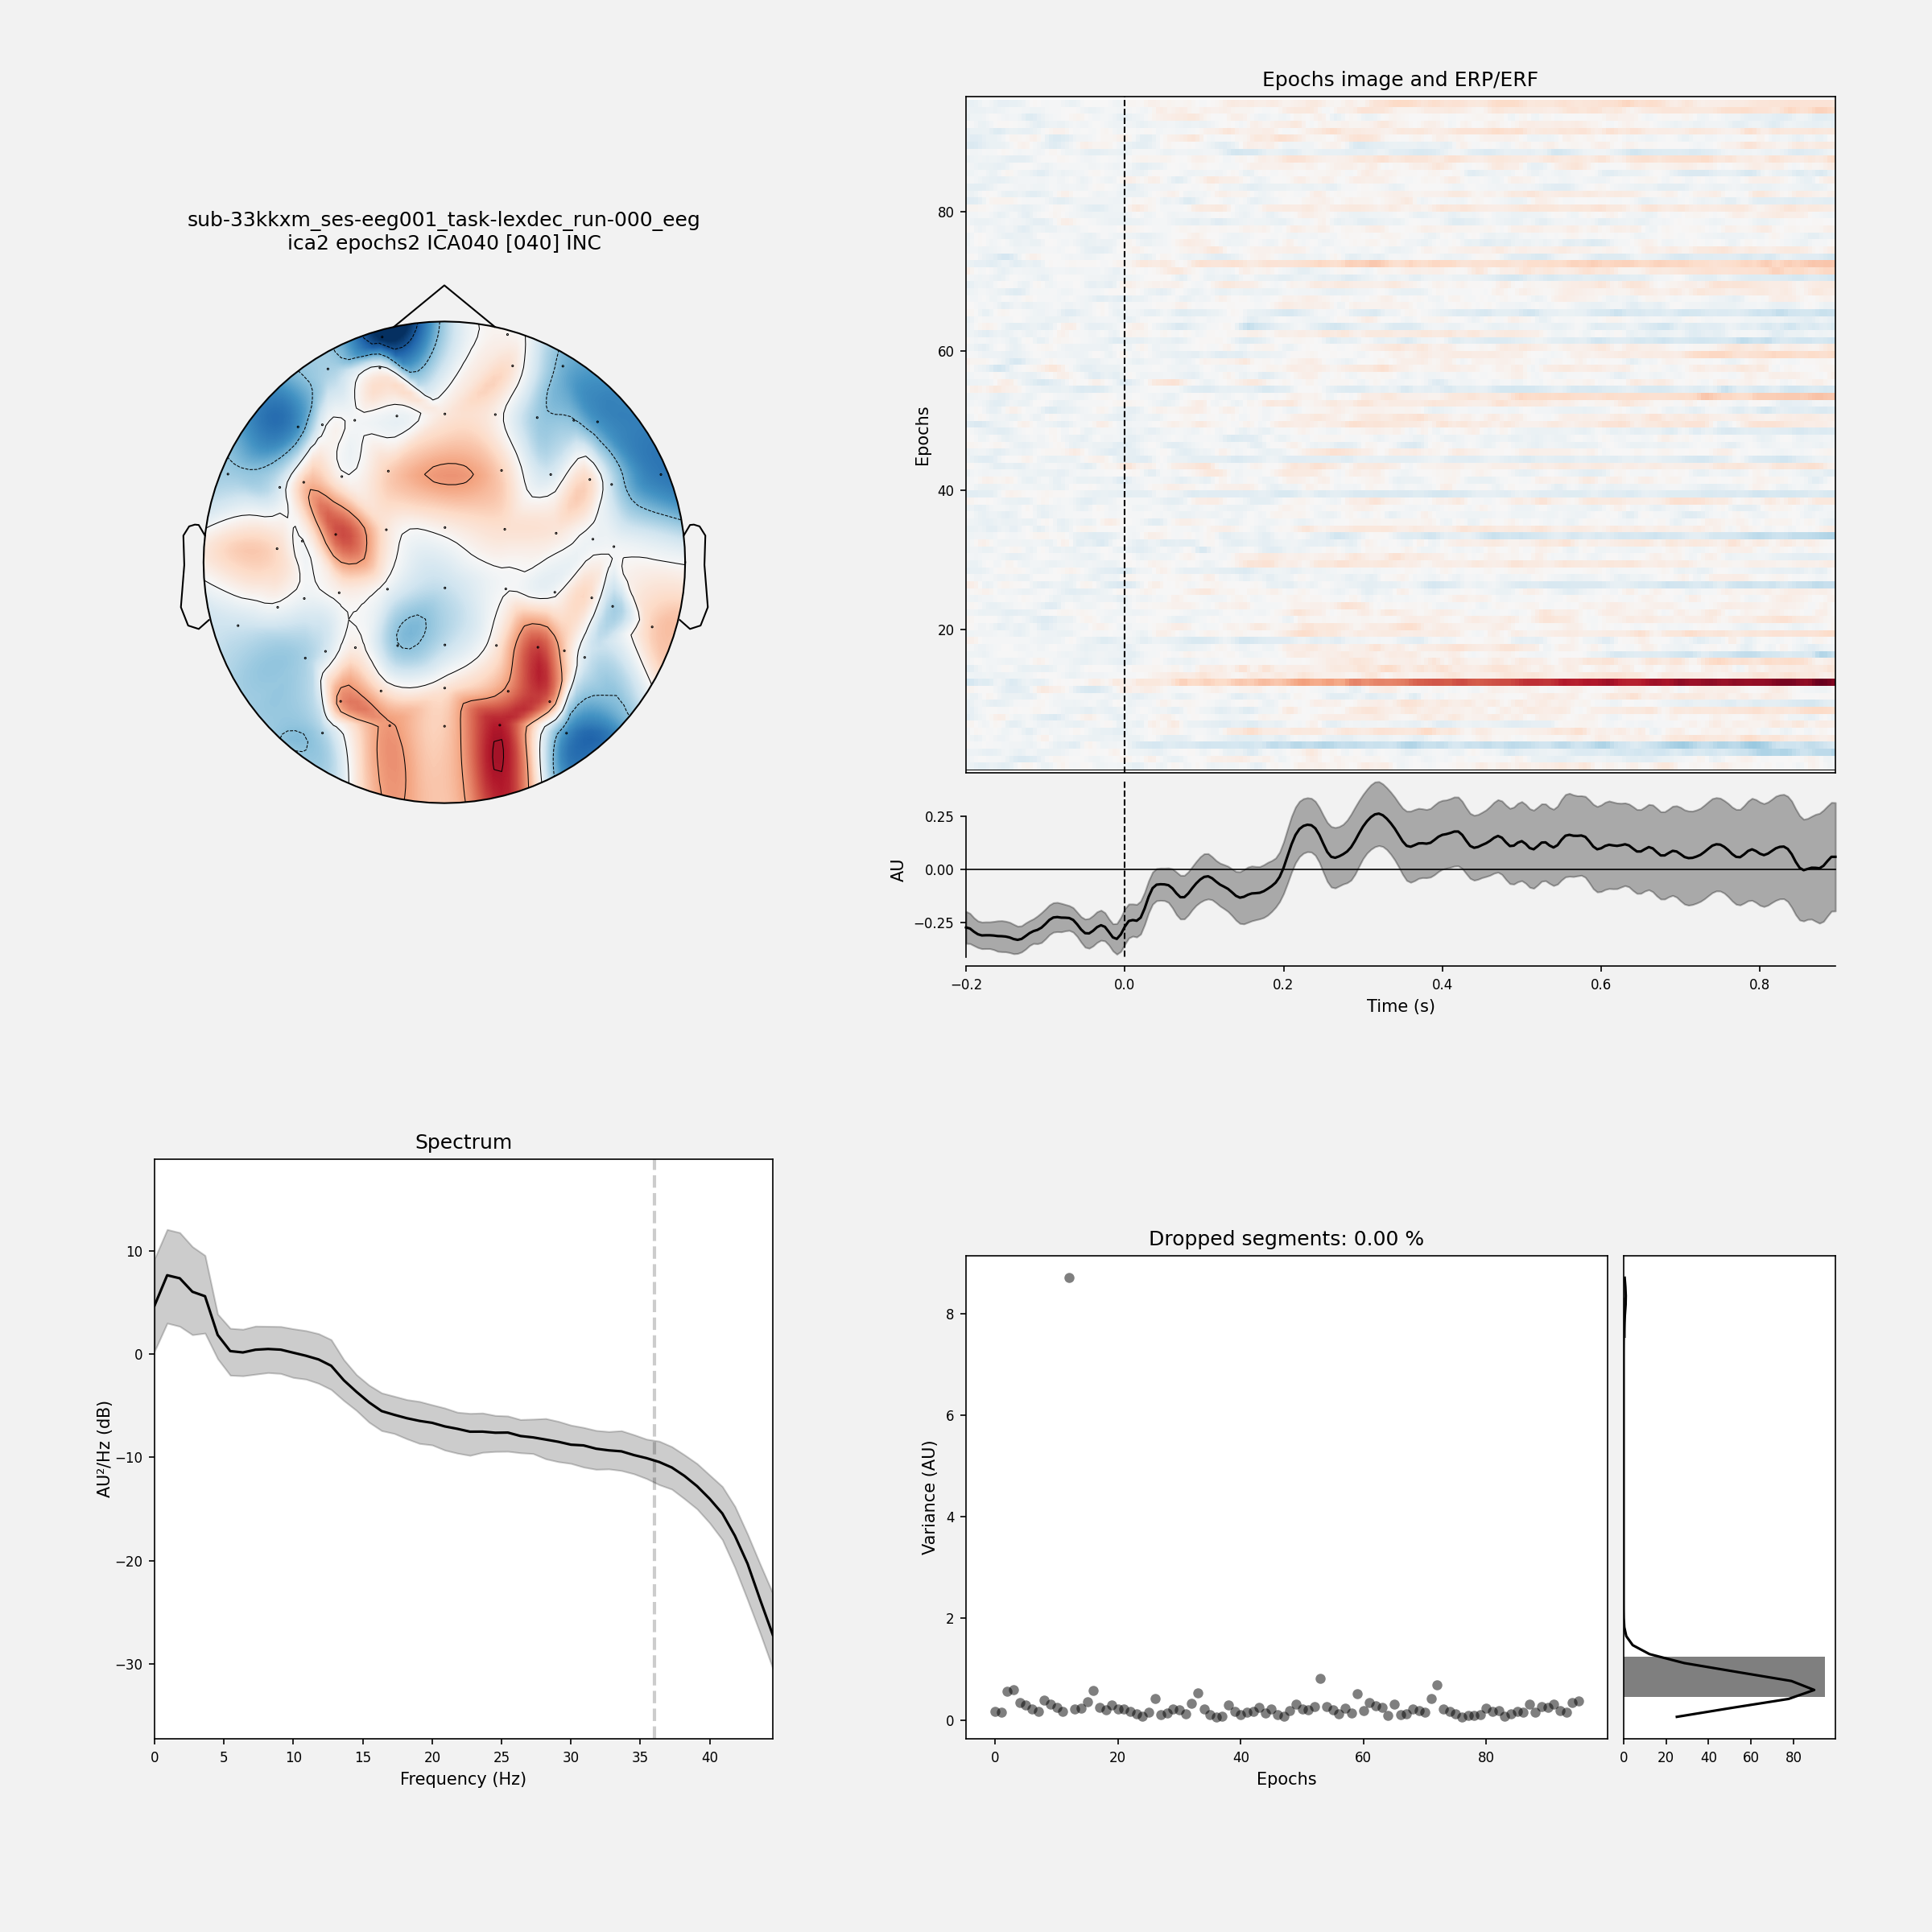 sub-33kkxm_ses-eeg001_task-lexdec_run-000_eeg
ica2 epochs2 ICA040 [040] INC
Epochs image and ERP/ERF
Epochs
80
60
40
20
AU
0.25
0.00
−0.25
−0.2 0.0 0.2 0.4 0.6 0.8
Time (s)
Spectrum
AU²/Hz (dB)
10
0
−10
−20
−30
0 5 10 15 20 25 30 35 40
Frequency (Hz)
Dropped segments: 0.00 %
Variance (AU)
8
6
4
2
0
0 20 40 60 80
Epochs
0 20 40 60 80